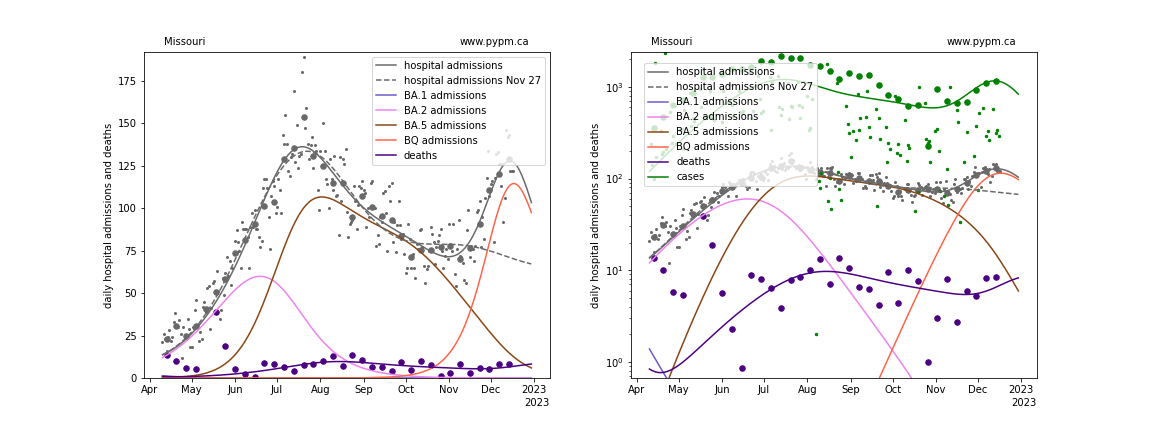 Missouri
www.pypm.ca
daily hospital admissions and deaths
175
150
125
100
75
50
25
0
hospital admissions
hospital admissions Nov 27
BA.1 admissions
BA.2 admissions
BA.5 admissions
BQ admissions
deaths
Apr May Jun Jul Aug Sep Oct Nov Dec 2023
2023
Missouri
www.pypm.ca
daily hospital admissions and deaths
10³
10²
10¹
10⁰
hospital admissions
hospital admissions Nov 27
BA.1 admissions
BA.2 admissions
BA.5 admissions
BQ admissions
deaths
cases
Apr May Jun Jul Aug Sep Oct Nov Dec 2023
2023